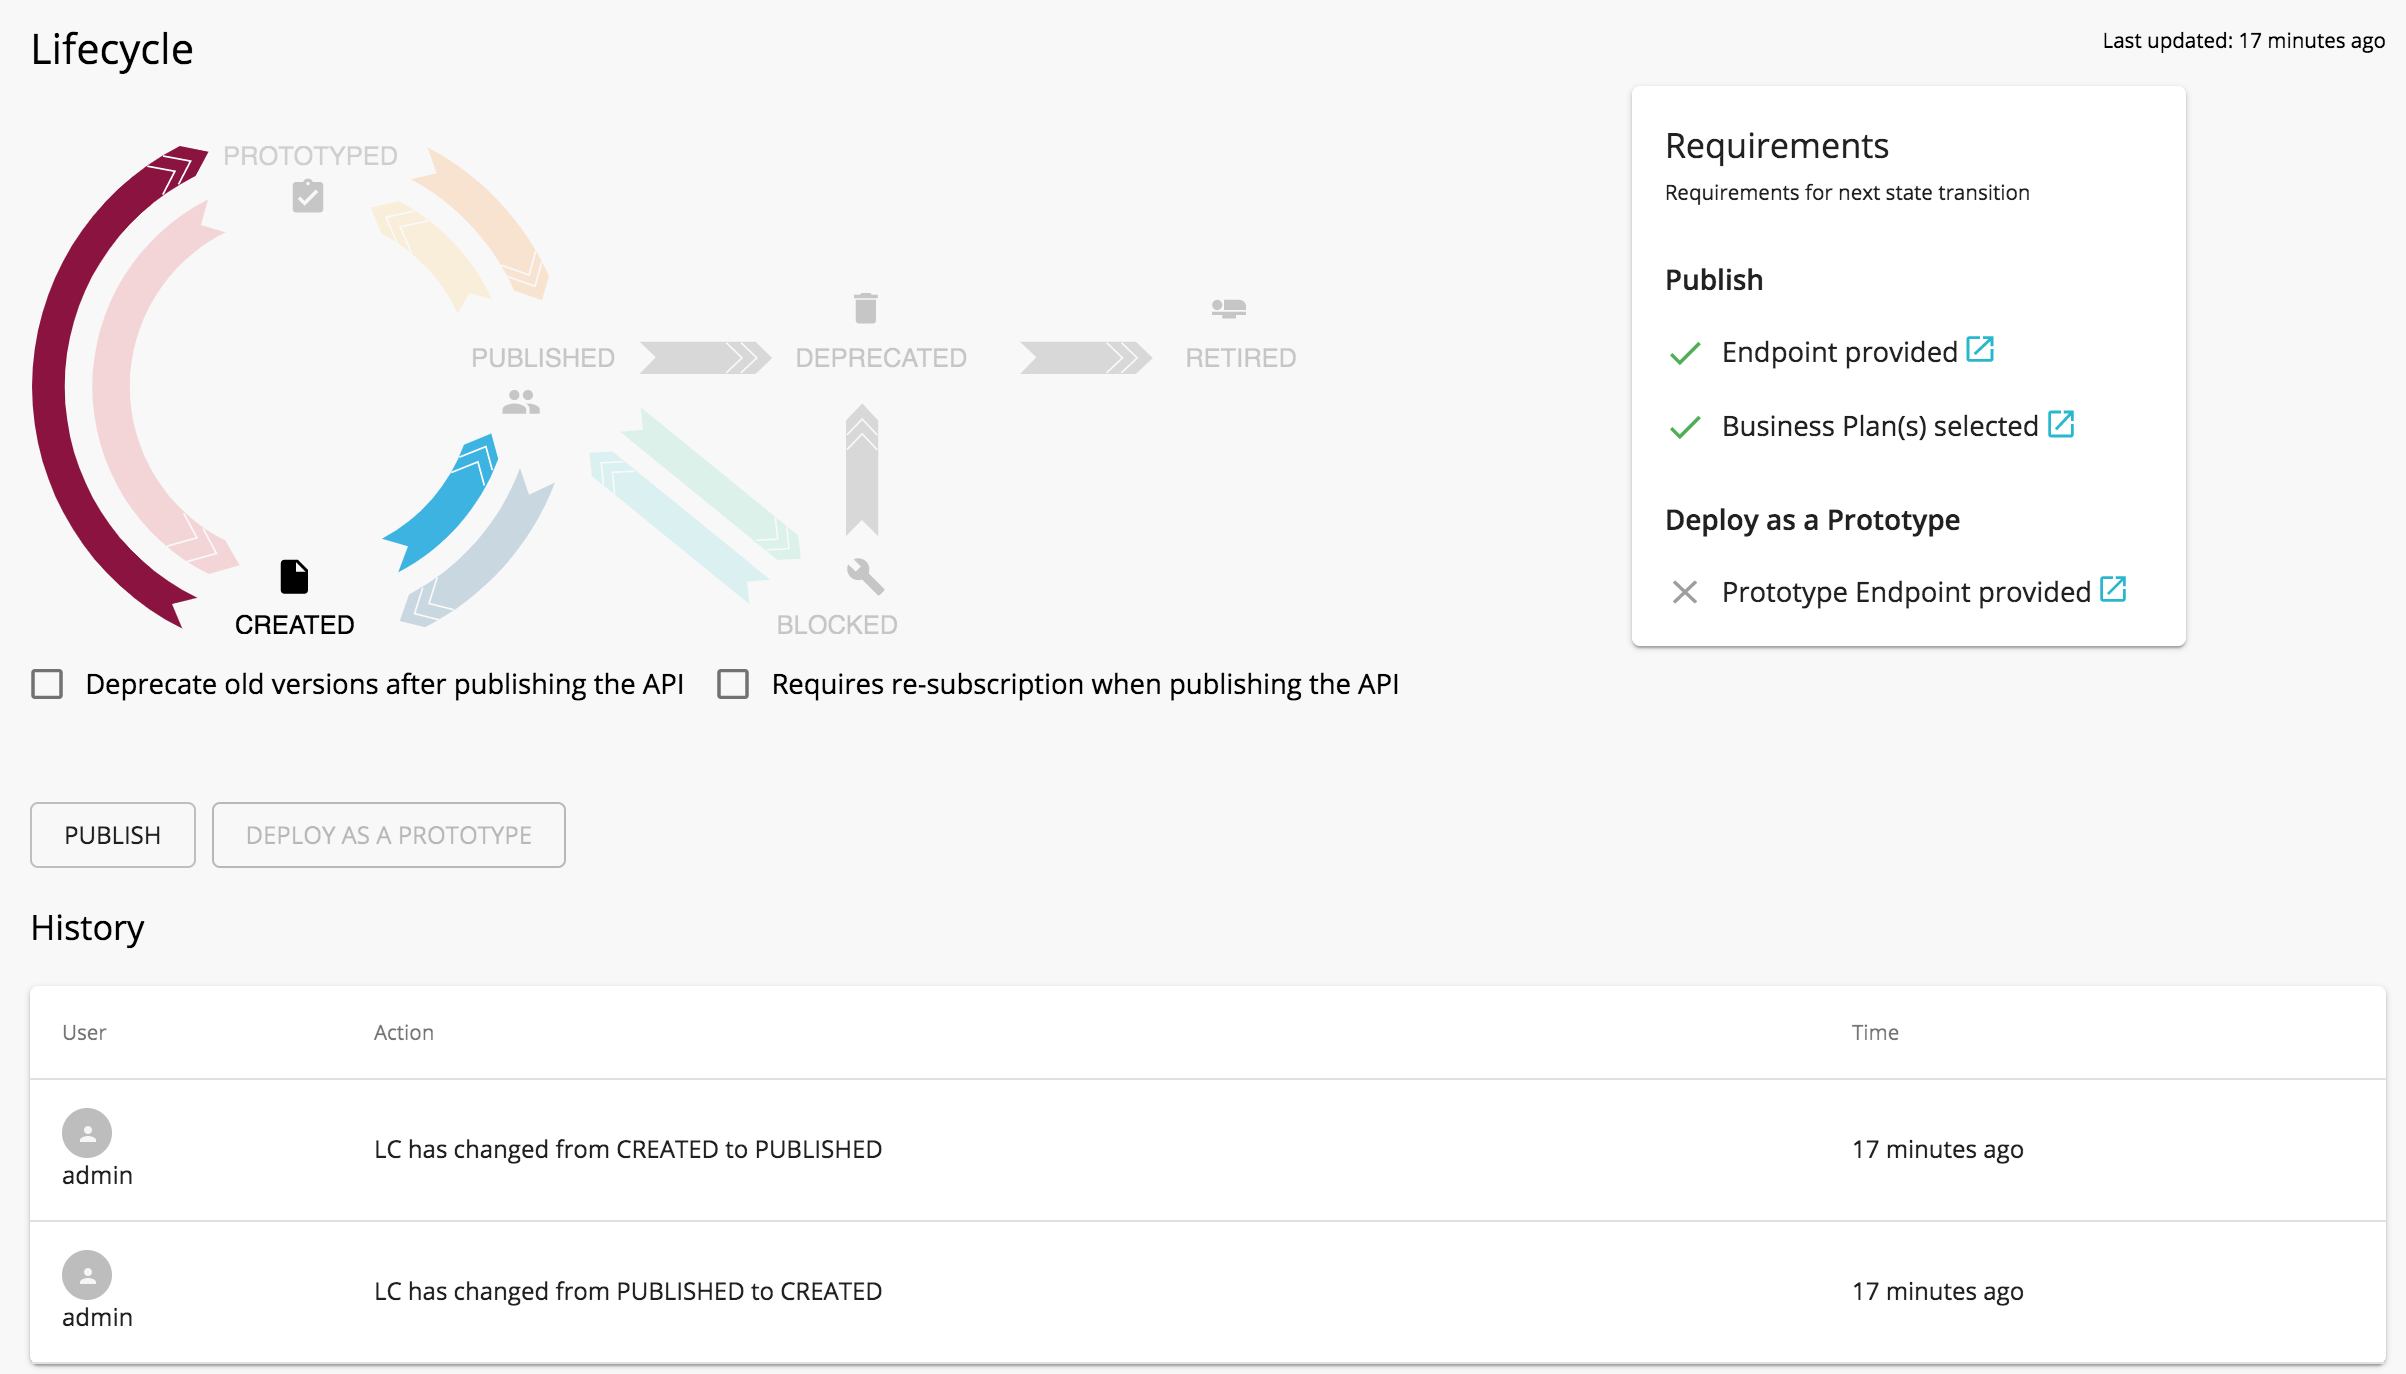 Lifecycle
Last updated: 17 minutes ago
PROTOTYPED
PUBLISHED
DEPRECATED
RETIRED
CREATED
BLOCKED
Requirements
Requirements for next state transition
Publish
Endpoint provided
Business Plan(s) selected
Deploy as a Prototype
Prototype Endpoint provided
Deprecate old versions after publishing the API
Requires re-subscription when publishing the API
PUBLISH
DEPLOY AS A PROTOTYPE
History
User Action Time
admin LC has changed from CREATED to PUBLISHED 17 minutes ago
admin LC has changed from PUBLISHED to CREATED 17 minutes ago